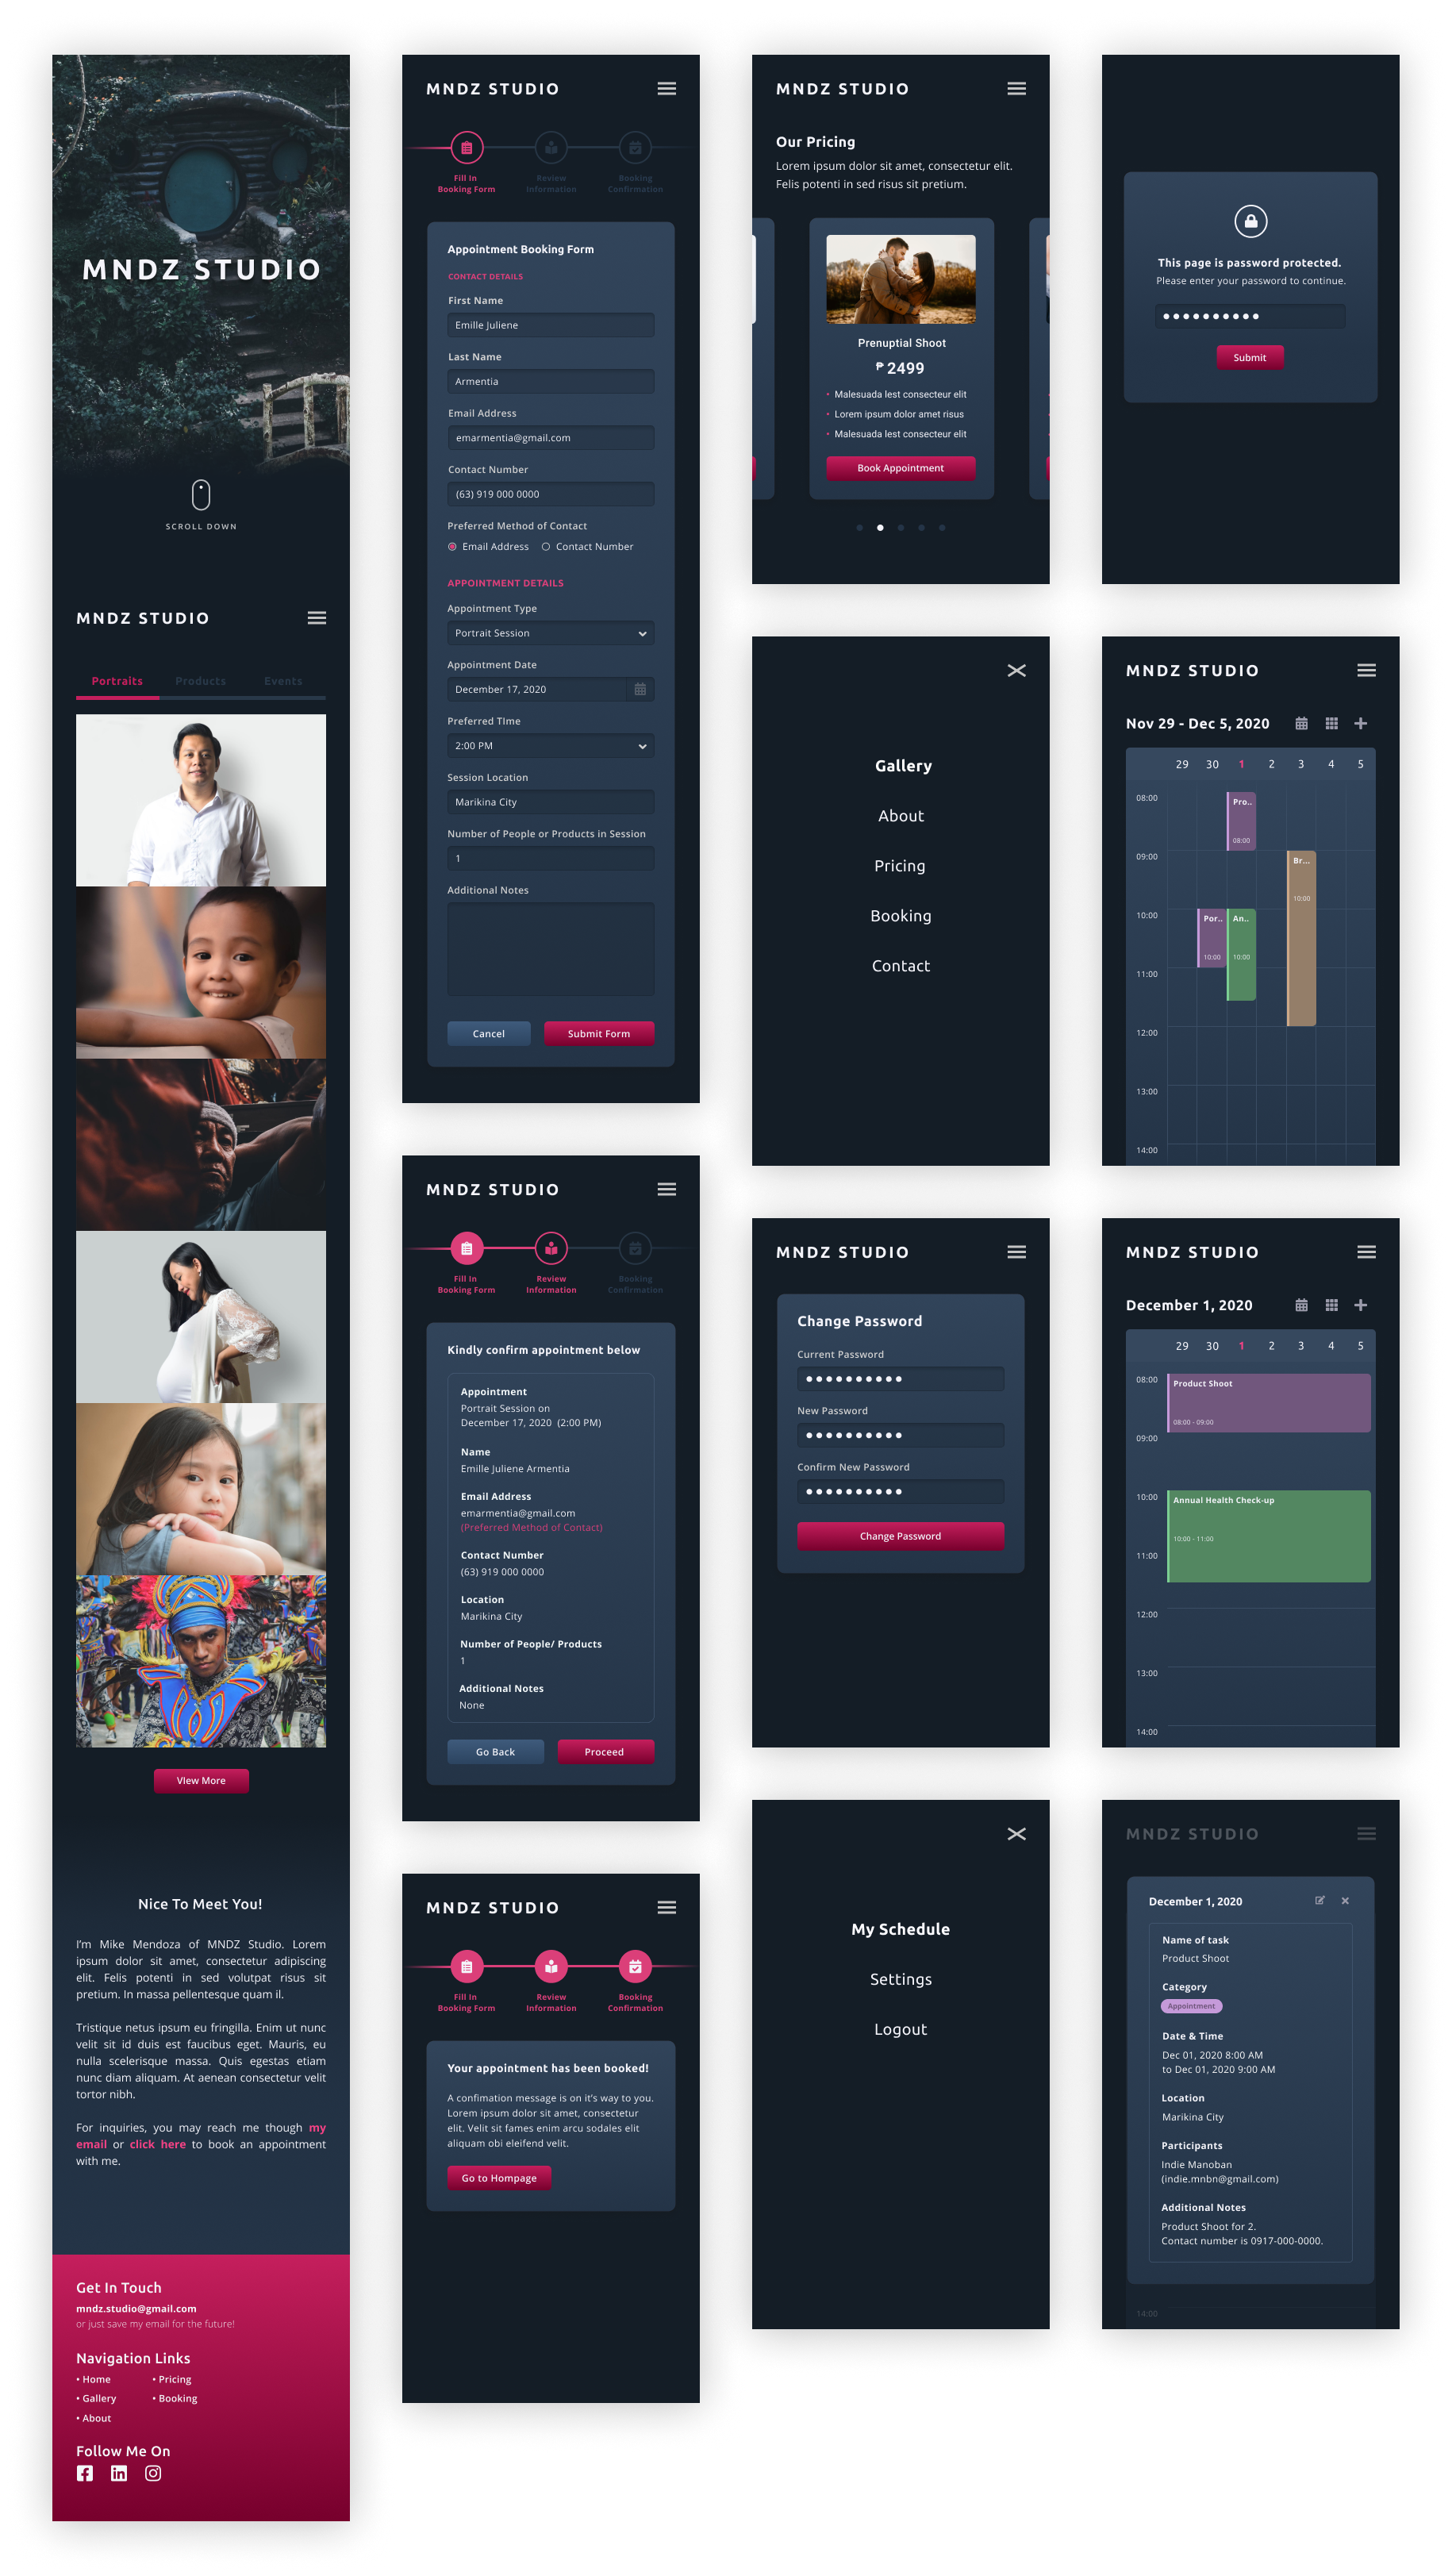 MNDZ STUDIO
SCROLL DOWN
MNDZ STUDIO
Portraits Products Events
VIew More
Nice To Meet You!
I'm Mike Mendoza of MNDZ Studio. Lorem
ipsum dolor sit amet, consectetur adipiscing
elit. Felis potenti in sed volutpat risus sit
pretium. In massa pellentesque quam il.
Tristique netus ipsum eu fringilla. Enim ut nunc
velit sit id duis est faucibus eget. Mauris, eu
nulla scelerisque massa. Quis egestas etiam
nunc diam aliquam. At aenean consectetur velit
tortor nibh.
For inquiries, you may reach me though my
email or click here to book an appointment
with me.
Get In Touch
mndz.studio@gmail.com
or just save my email for the future!
Navigation Links
• Home • Pricing
• Gallery • Booking
• About
Follow Me On
MNDZ STUDIO
Fill In
Booking Form
Review
Information
Booking
Confirmation
Appointment Booking Form
CONTACT DETAILS
First Name
Emille Juliene
Last Name
Armentia
Email Address
emarmentia@gmail.com
Contact Number
(63) 919 000 0000
Preferred Method of Contact
Email Address Contact Number
APPOINTMENT DETAILS
Appointment Type
Portrait Session
Appointment Date
December 17, 2020
Preferred TIme
2:00 PM
Session Location
Marikina City
Number of People or Products in Session
1
Additional Notes
Cancel Submit Form
MNDZ STUDIO
Fill In
Booking Form
Review
Information
Booking
Confirmation
Kindly confirm appointment below
Appointment
Portrait Session on
December 17, 2020 (2:00 PM)
Name
Emille Juliene Armentia
Email Address
emarmentia@gmail.com
(Preferred Method of Contact)
Contact Number
(63) 919 000 0000
Location
Marikina City
Number of People/ Products
1
Additional Notes
None
Go Back Proceed
MNDZ STUDIO
Fill In
Booking Form
Review
Information
Booking
Confirmation
Your appointment has been booked!
A confimation message is on it's way to you.
Lorem ipsum dolor sit amet, consectetur
elit. Velit sit fames enim arcu sodales elit
aliquam obi eleifend velit.
Go to Hompage
MNDZ STUDIO
Our Pricing
Lorem ipsum dolor sit amet, consectetur elit.
Felis potenti in sed risus sit pretium.
Prenuptial Shoot
₱ 2499
• Malesuada lest consecteur elit
• Lorem ipsum dolor amet risus
• Malesuada lest consecteur elit
Book Appointment
Gallery
About
Pricing
Booking
Contact
MNDZ STUDIO
Change Password
Current Password
New Password
Confirm New Password
Change Password
My Schedule
Settings
Logout
This page is password protected.
Please enter your password to continue.
Submit
MNDZ STUDIO
Nov 29 - Dec 5, 2020
29 30 1 2 3 4 5
08:00
Pro..
08:00
09:00
Br...
10:00
10:00
Por.. An..
10:00 10:00
11:00
12:00
13:00
14:00
MNDZ STUDIO
December 1, 2020
29 30 1 2 3 4 5
08:00
Product Shoot
08:00 - 09:00
09:00
10:00
Annual Health Check-up
10:00 - 11:00
11:00
12:00
13:00
14:00
MNDZ STUDIO
December 1, 2020
Name of task
Product Shoot
Category
Appointment
Date & Time
Dec 01, 2020 8:00 AM
to Dec 01, 2020 9:00 AM
Location
Marikina City
Participants
Indie Manoban
(indie.mnbn@gmail.com)
Additional Notes
Product Shoot for 2.
Contact number is 0917-000-0000.
14:00